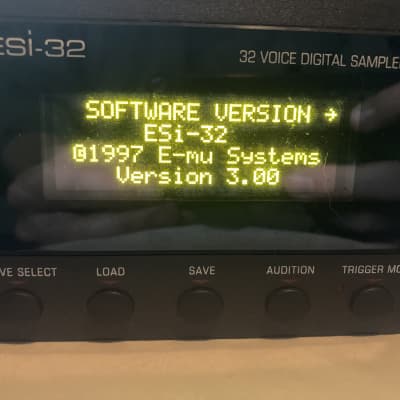 ESi-32
32 VOICE DIGITAL SAMPLER
SOFTWARE VERSION →
ESi-32
©1997 E-mu Systems
Version 3.00
LOAD
SAVE
AUDITION
SELECT
TRIGGER